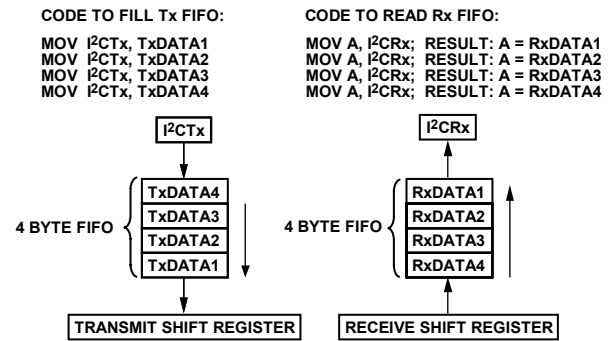 CODE TO FILL Tx FIFO:
MOV I2CTx, TxDATA1
MOV I2CTx, TxDATA2
MOV I2CTx, TxDATA3
MOV I2CTx, TxDATA4
I2CTx
4 BYTE FIFO
TxDATA4
TxDATA3
TxDATA2
TxDATA1
TRANSMIT SHIFT REGISTER
CODE TO READ Rx FIFO:
MOV A, I2CRx; RESULT: A = RxDATA1
MOV A, I2CRx; RESULT: A = RxDATA2
MOV A, I2CRx; RESULT: A = RxDATA3
MOV A, I2CRx; RESULT: A = RxDATA4
I2CRx
4 BYTE FIFO
RxDATA1
RxDATA2
RxDATA3
RxDATA4
RECEIVE SHIFT REGISTER